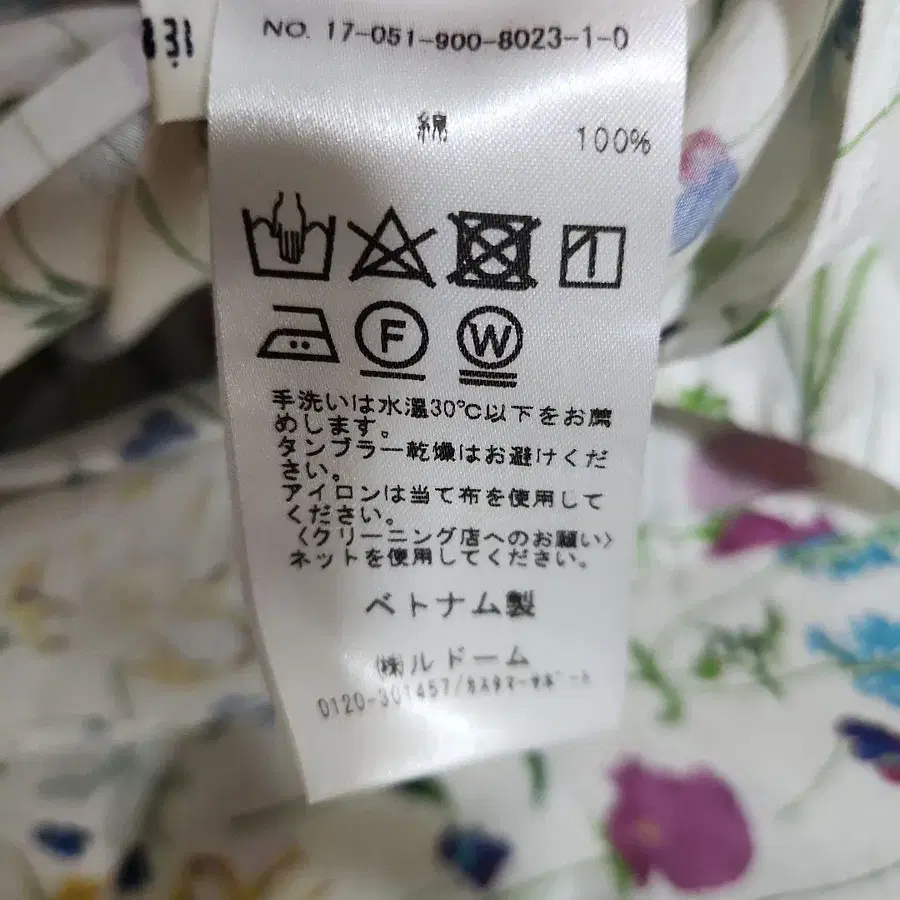 NO. 17-051-900-8023-1-0
綿 100%
F W
手洗いは水温30℃以下をお薦
めします。
タンブラー乾燥はお避けくだ
さい。
アイロンは当て布を使用して
ください。
〈クリーニング店へのお願い〉
ネットを使用してください。
ベトナム製
㈱ルドーム
0120-301457/カスタマーサポート